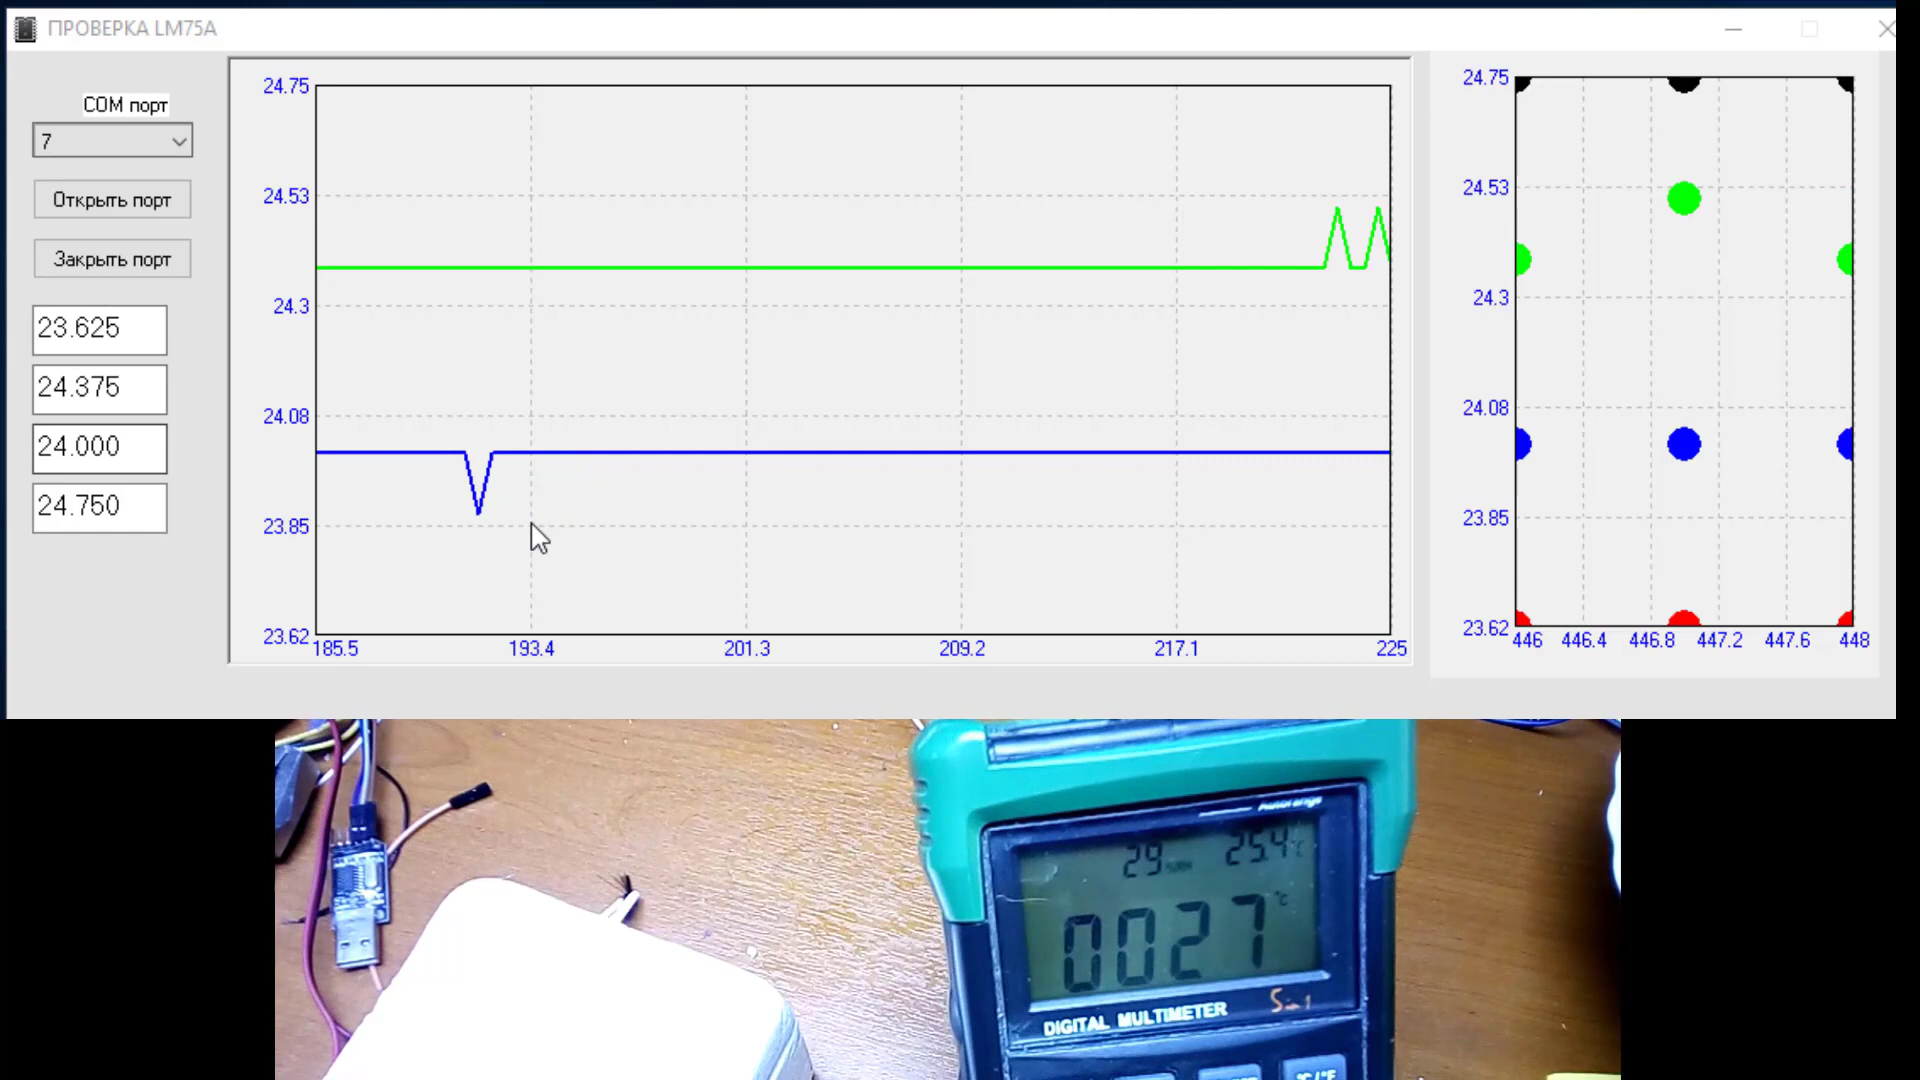 ПРОВЕРКА LM75A
COM порт
7
Открыть порт
Закрыть порт
23.625
24.375
24.000
24.750
24.75
24.53
24.3
24.08
23.85
23.62
185.5 193.4 201.3 209.2 217.1 225
24.75
24.53
24.3
24.08
23.85
23.62
446 446.4 446.8 447.2 447.6 448
Autorange
29 %RH 25.4 °C
0027 °C
DIGITAL MULTIMETER 5in1
°C/°F